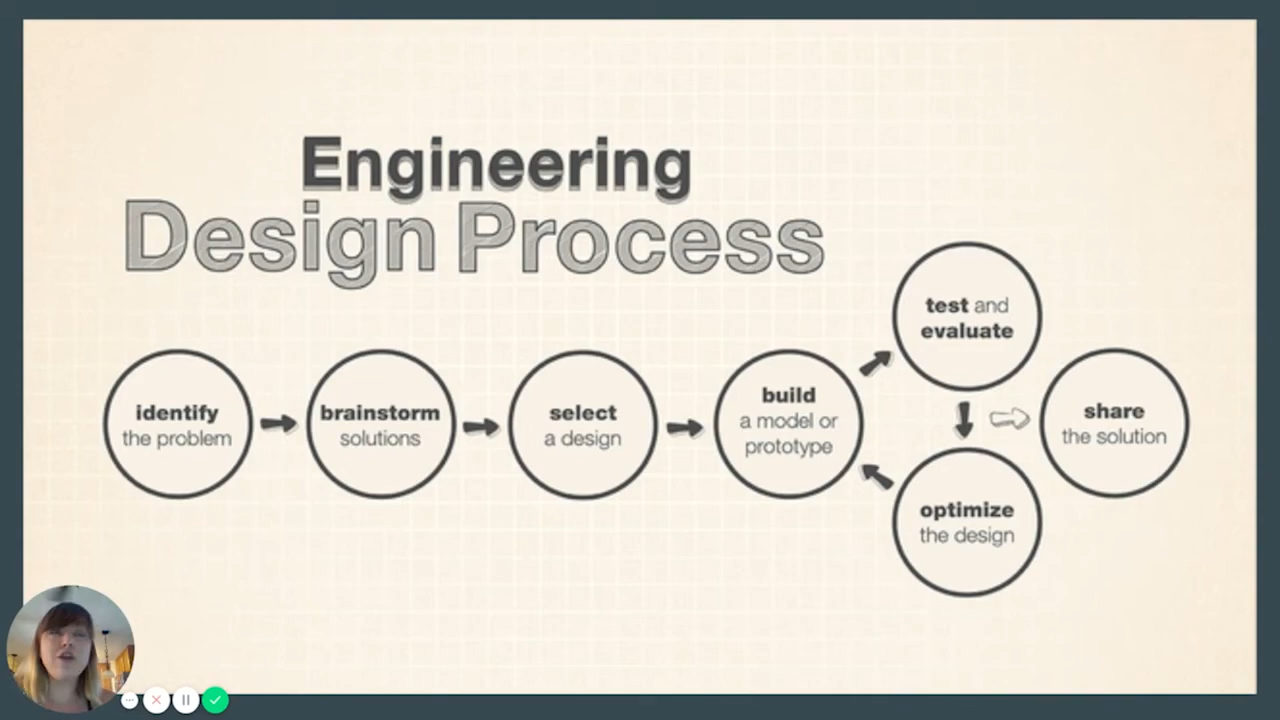 Engineering
Design Process
identify
the problem
brainstorm
solutions
select
a design
build
a model or
prototype
test and
evaluate
optimize
the design
share
the solution